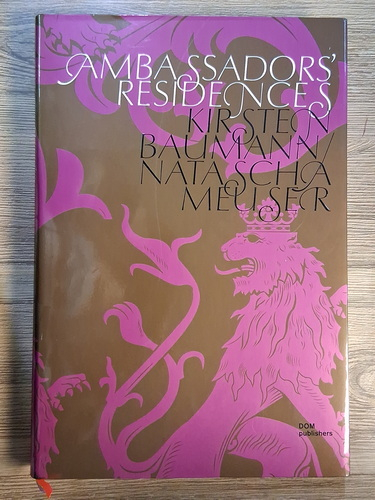 AMBASSADORS'
RESIDENCES
KIRSTEN
BAUMANN/
NATASCHA
MEUSER
DOM
publishers